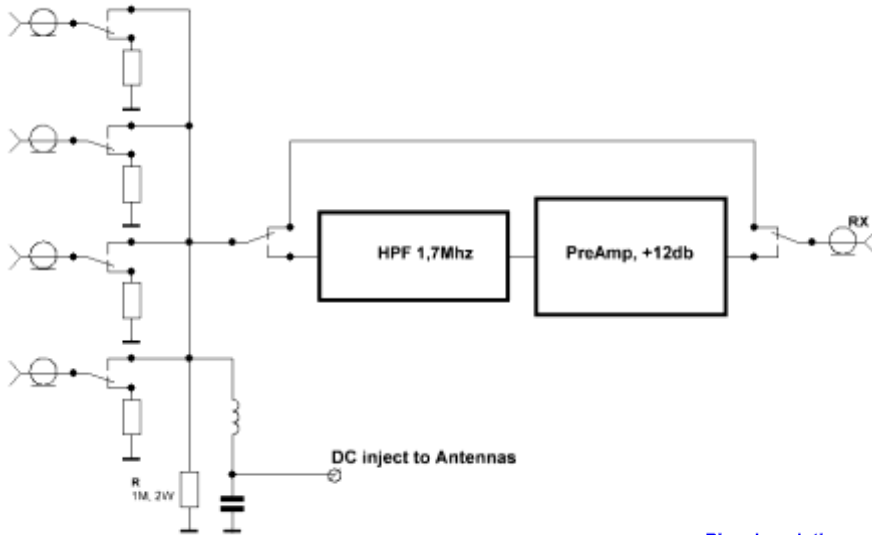 RX
HPF 1,7Mhz
PreAmp, +12db
DC inject to Antennas
R
1M, 2W